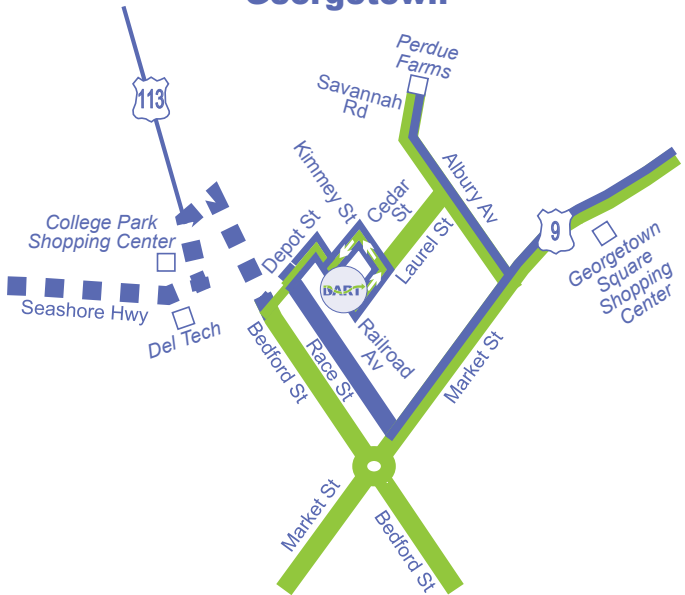 Georgetown
Perdue
Farms
Savannah
Rd
113
Kimmey St
Cedar
St
Albury Av
College Park
Shopping Center
Depot St
Laurel St
9
Georgetown
Square
Shopping
Center
DART
Seashore Hwy
Del Tech
Bedford St
Race St
Railroad
Av
Market St
Market St
Bedford St